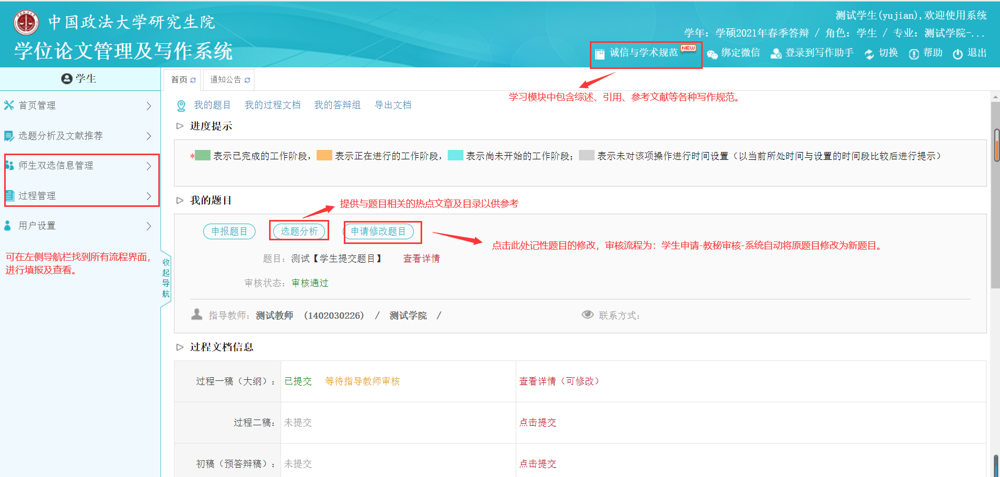 中国政法大学研究生院
学位论文管理及写作系统
测试学生(yujian),欢迎使用系统
学年：学硕2021年春季答辩 / 角色：学生 / 专业：测试学院-...
诚信与学术规范 NEW 绑定微信 登录到写作助手 切换 帮助 退出
学生
首页 通知公告
学习模块中包含综述、引用、参考文献等各种写作规范。
首页管理
选题分析及文献推荐
师生双选信息管理
过程管理
用户设置
可在左侧导航栏找到所有流程界面，
进行填报及查看。
收起导航
我的题目 我的过程文档 我的答辩组 导出文档
进度提示
* 表示已完成的工作阶段， 表示正在进行的工作阶段， 表示尚未开始的工作阶段； 表示未对该项操作进行时间设置（以当前所处时间与设置的时间段比较后进行提示）
我的题目
提供与题目相关的热点文章及目录以供参考
申报题目 选题分析 申请修改题目
点击此处记性题目的修改，审核流程为：学生申请-教秘审核-系统自动将原题目修改为新题目。
题目：测试【学生提交题目】 查看详情
审核状态：审核通过
指导教师：测试教师 （1402030226） / 测试学院 / 联系方式：
过程文档信息
过程一稿（大纲）： 已提交 等待指导教师审核 查看详情（可修改）
过程二稿： 未提交 点击提交
初稿（预答辩稿）： 未提交 点击提交